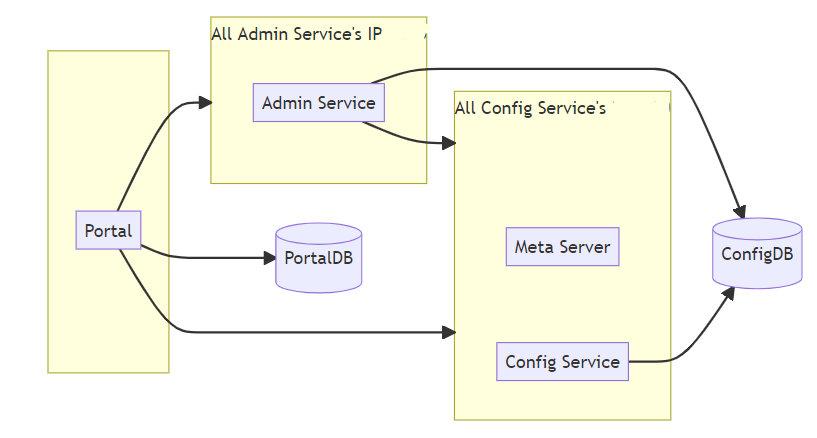 All Admin Service's IP
Admin Service
All Config Service's
Portal
PortalDB
Meta Server
ConfigDB
Config Service